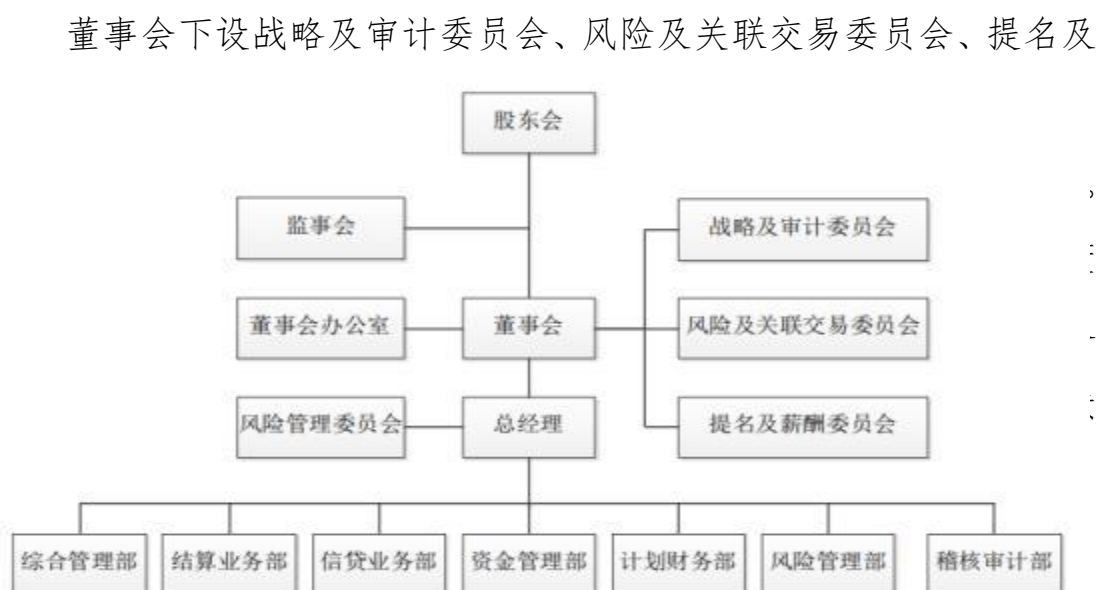 董事会下设战略及审计委员会、风险及关联交易委员会、提名及
股东会
监事会
战略及审计委员会
董事会办公室
董事会
风险及关联交易委员会
风险管理委员会
总经理
提名及薪酬委员会
综合管理部
结算业务部
信贷业务部
资金管理部
计划财务部
风险管理部
稽核审计部